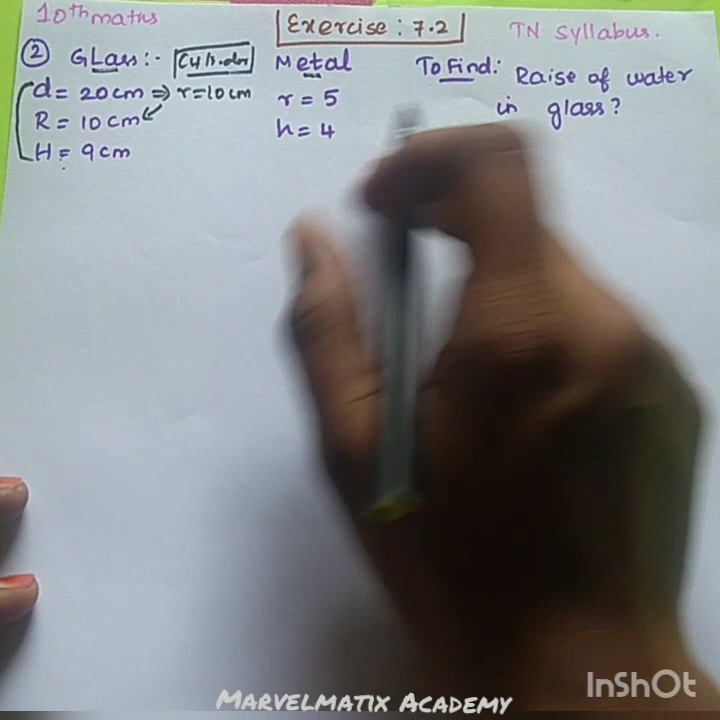 10th maths
Exercise : 7.2
TN Syllabus.
② GLass :-
Metal
To Find: Raise of water
in glass?
d = 20cm ⇒ r=10cm
R = 10cm
H = 9cm
r = 5
h = 4
MARVELMATIX ACADEMY
InShOt